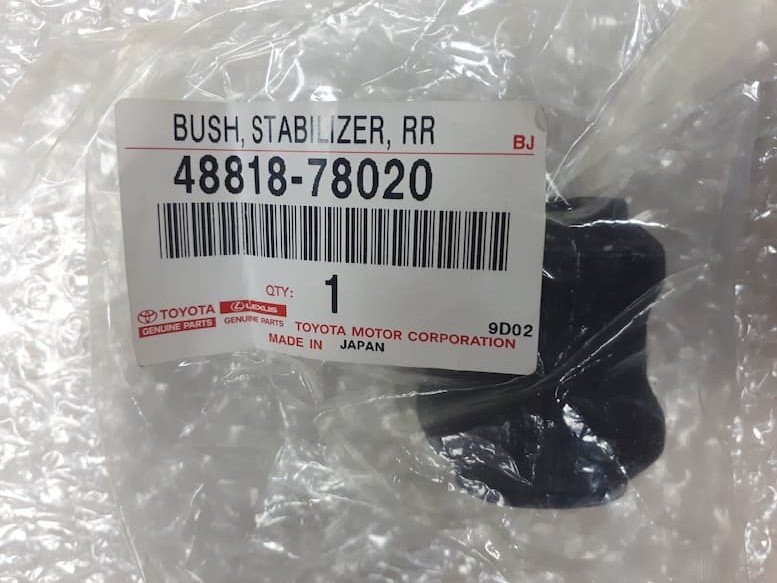 BUSH, STABILIZER, RR
BJ
48818-78020
QTY: 1
TOYOTA
GENUINE PARTS
LEXUS
GENUINE PARTS
TOYOTA MOTOR CORPORATION
9D02
MADE IN JAPAN